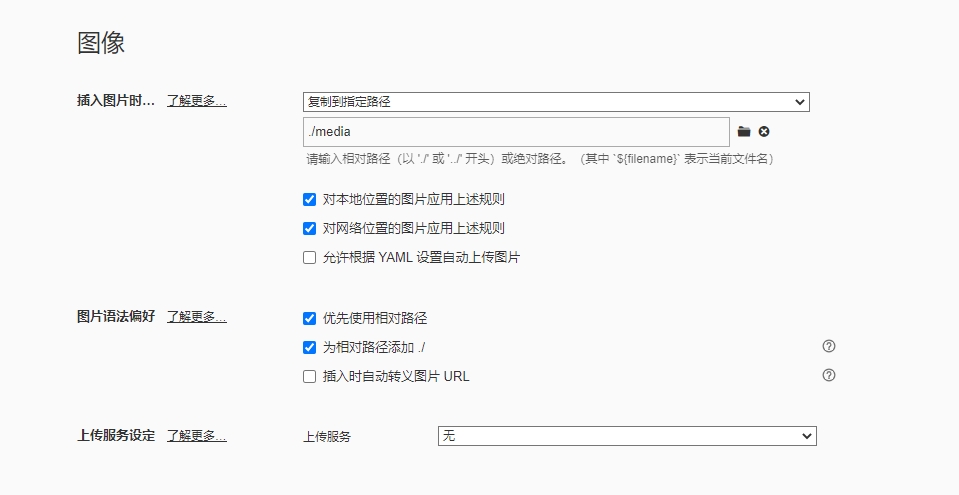 图像
插入图片时... 了解更多... 复制到指定路径
./media
请输入相对路径（以 './' 或 '../' 开头）或绝对路径。（其中 `${filename}` 表示当前文件名）
对本地位置的图片应用上述规则
对网络位置的图片应用上述规则
允许根据 YAML 设置自动上传图片
图片语法偏好 了解更多... 优先使用相对路径
为相对路径添加 ./
插入时自动转义图片 URL
上传服务设定 了解更多... 上传服务 无